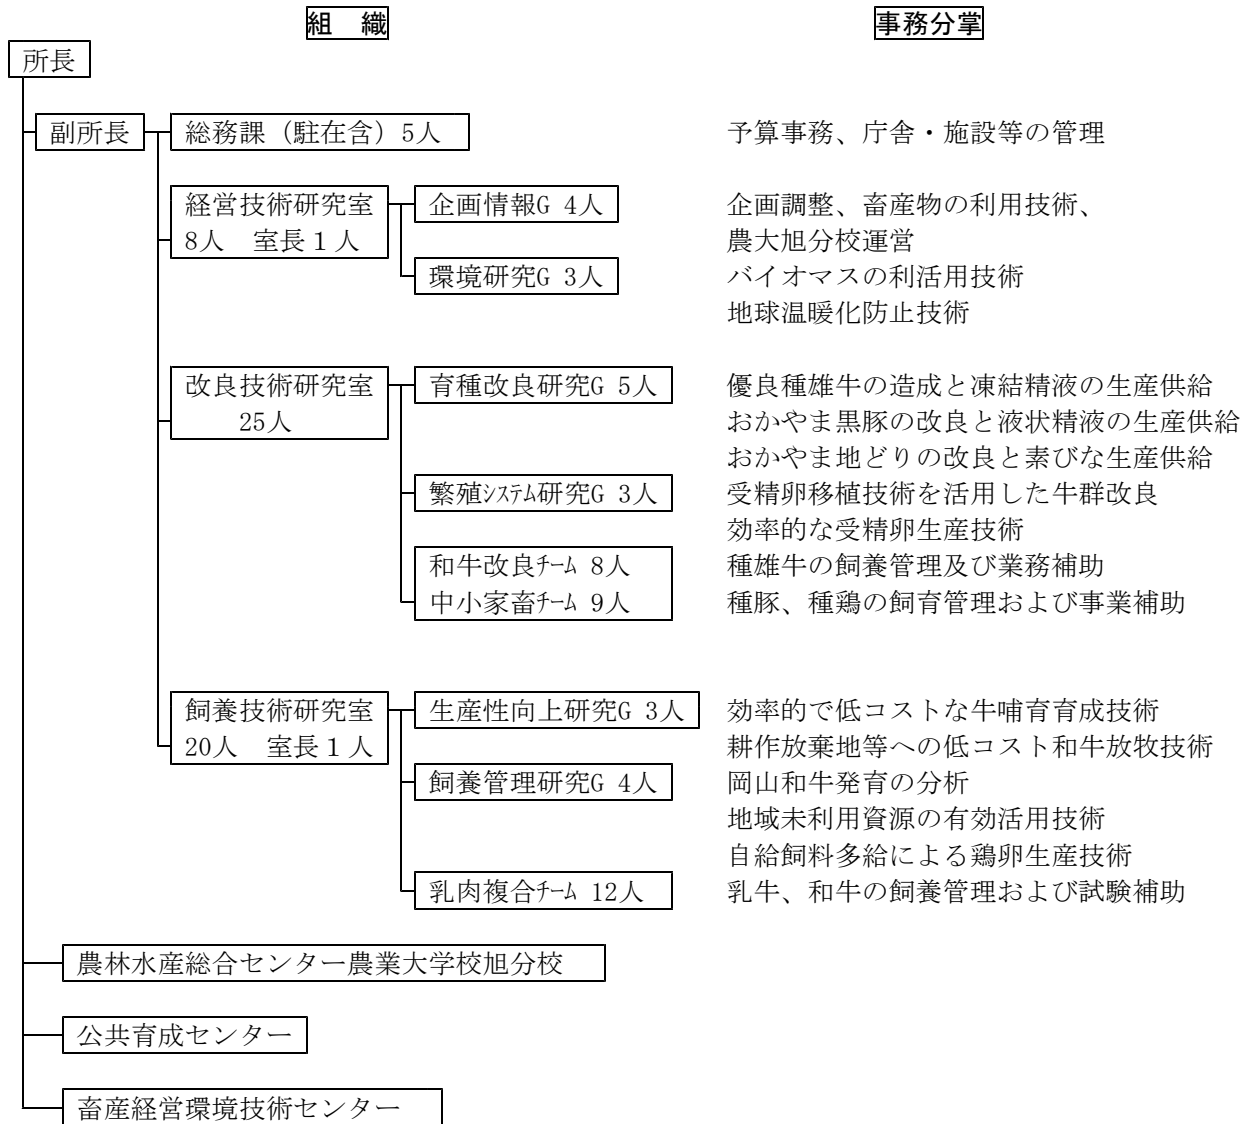 組　織
事務分掌
所長
副所長
総務課（駐在含）5人
予算事務、庁舎・施設等の管理
経営技術研究室
8人　室長１人
企画情報G 4人
企画調整、畜産物の利用技術、
農大旭分校運営
環境研究G 3人
バイオマスの利活用技術
地球温暖化防止技術
改良技術研究室
25人
育種改良研究G 5人
優良種雄牛の造成と凍結精液の生産供給
おかやま黒豚の改良と液状精液の生産供給
おかやま地どりの改良と素びな生産供給
繁殖ｼｽﾃﾑ研究G 3人
受精卵移植技術を活用した牛群改良
効率的な受精卵生産技術
和牛改良ﾁｰﾑ 8人
種雄牛の飼養管理及び業務補助
中小家畜ﾁｰﾑ 9人
種豚、種鶏の飼育管理および事業補助
飼養技術研究室
20人　室長１人
生産性向上研究G 3人
効率的で低コストな牛哺育育成技術
耕作放棄地等への低コスト和牛放牧技術
飼養管理研究G 4人
岡山和牛発育の分析
地域未利用資源の有効活用技術
自給飼料多給による鶏卵生産技術
乳肉複合ﾁｰﾑ 12人
乳牛、和牛の飼養管理および試験補助
農林水産総合センター農業大学校旭分校
公共育成センター
畜産経営環境技術センター